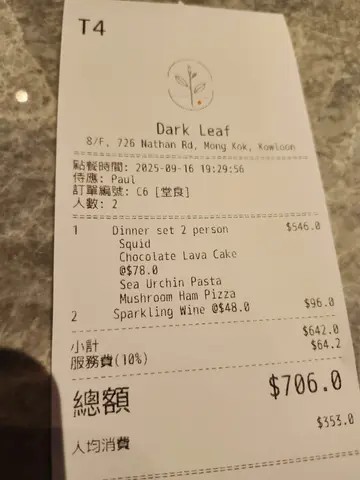 T4
Dark Leaf
8/F, 726 Nathan Rd, Mong Kok, Kowloon
點餐時間: 2025-09-16 19:29:56
侍應: Paul
訂單編號: C6 [堂食]
人數: 2
1 Dinner set 2 person $546.0
Squid
Chocolate Lava Cake
@$78.0
Sea Urchin Pasta
Mushroom Ham Pizza
2 Sparkling Wine @$48.0 $96.0
小計 $642.0
服務費(10%) $64.2
總額 $706.0
人均消費 $353.0